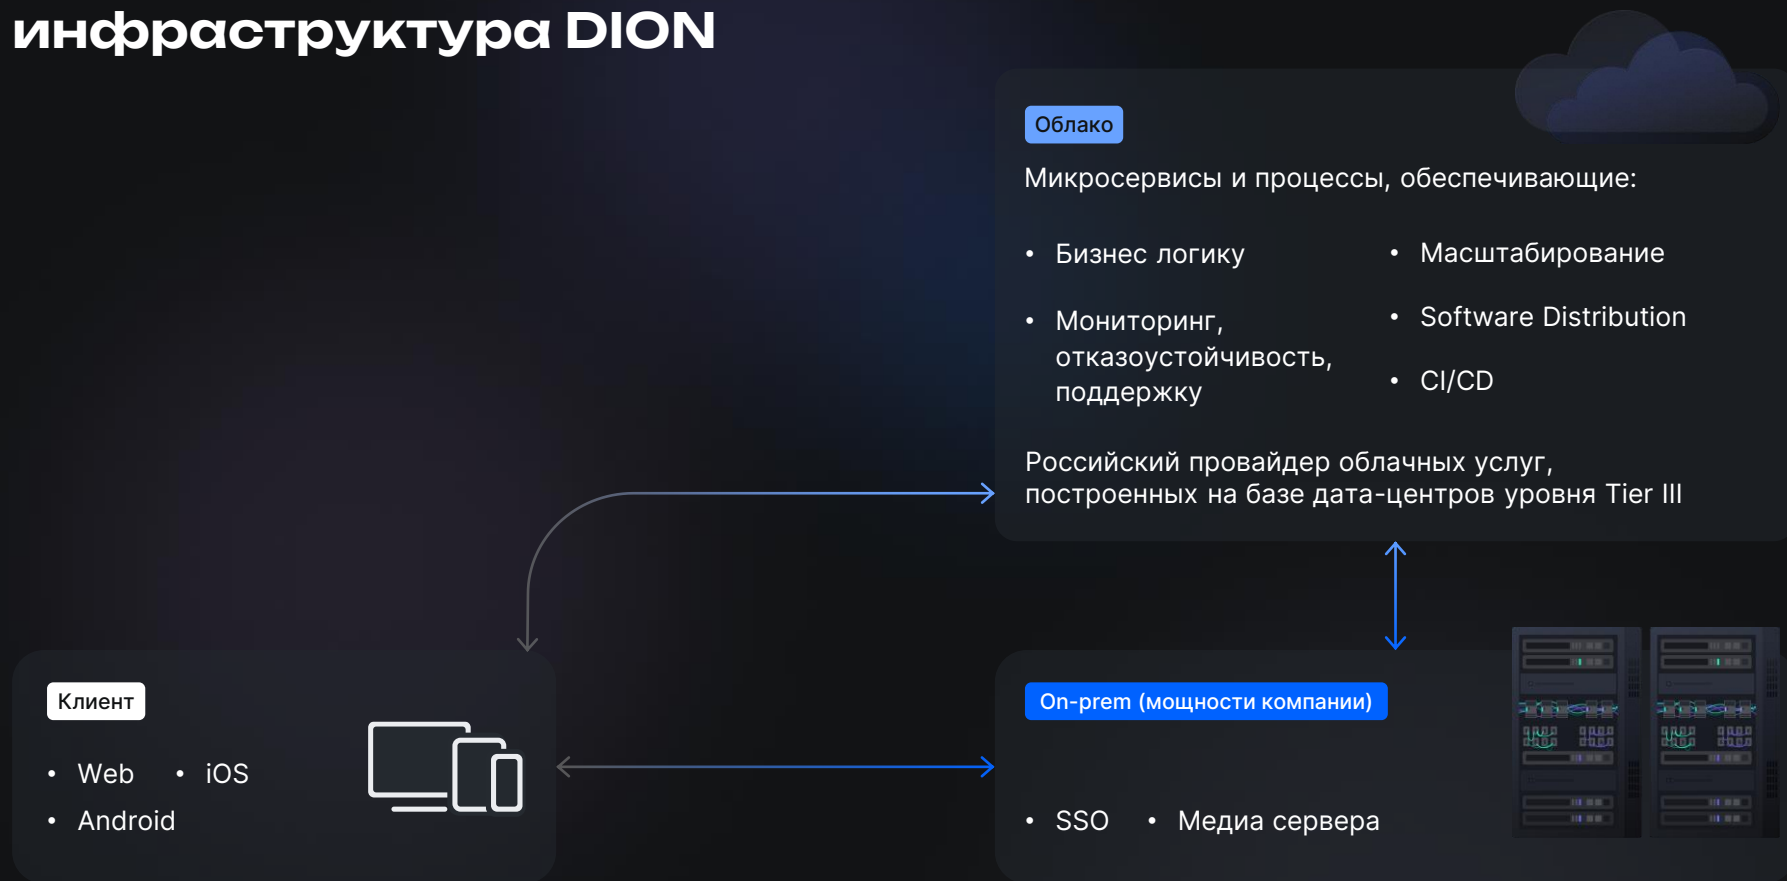 инфраструктура DION
Облако
Микросервисы и процессы, обеспечивающие:
• Бизнес логику
• Мониторинг,
отказоустойчивость,
поддержку
• Масштабирование
• Software Distribution
• CI/CD
Российский провайдер облачных услуг,
построенных на базе дата-центров уровня Tier III
Клиент
• Web • iOS
• Android
On-prem (мощности компании)
• SSO • Медиа сервера